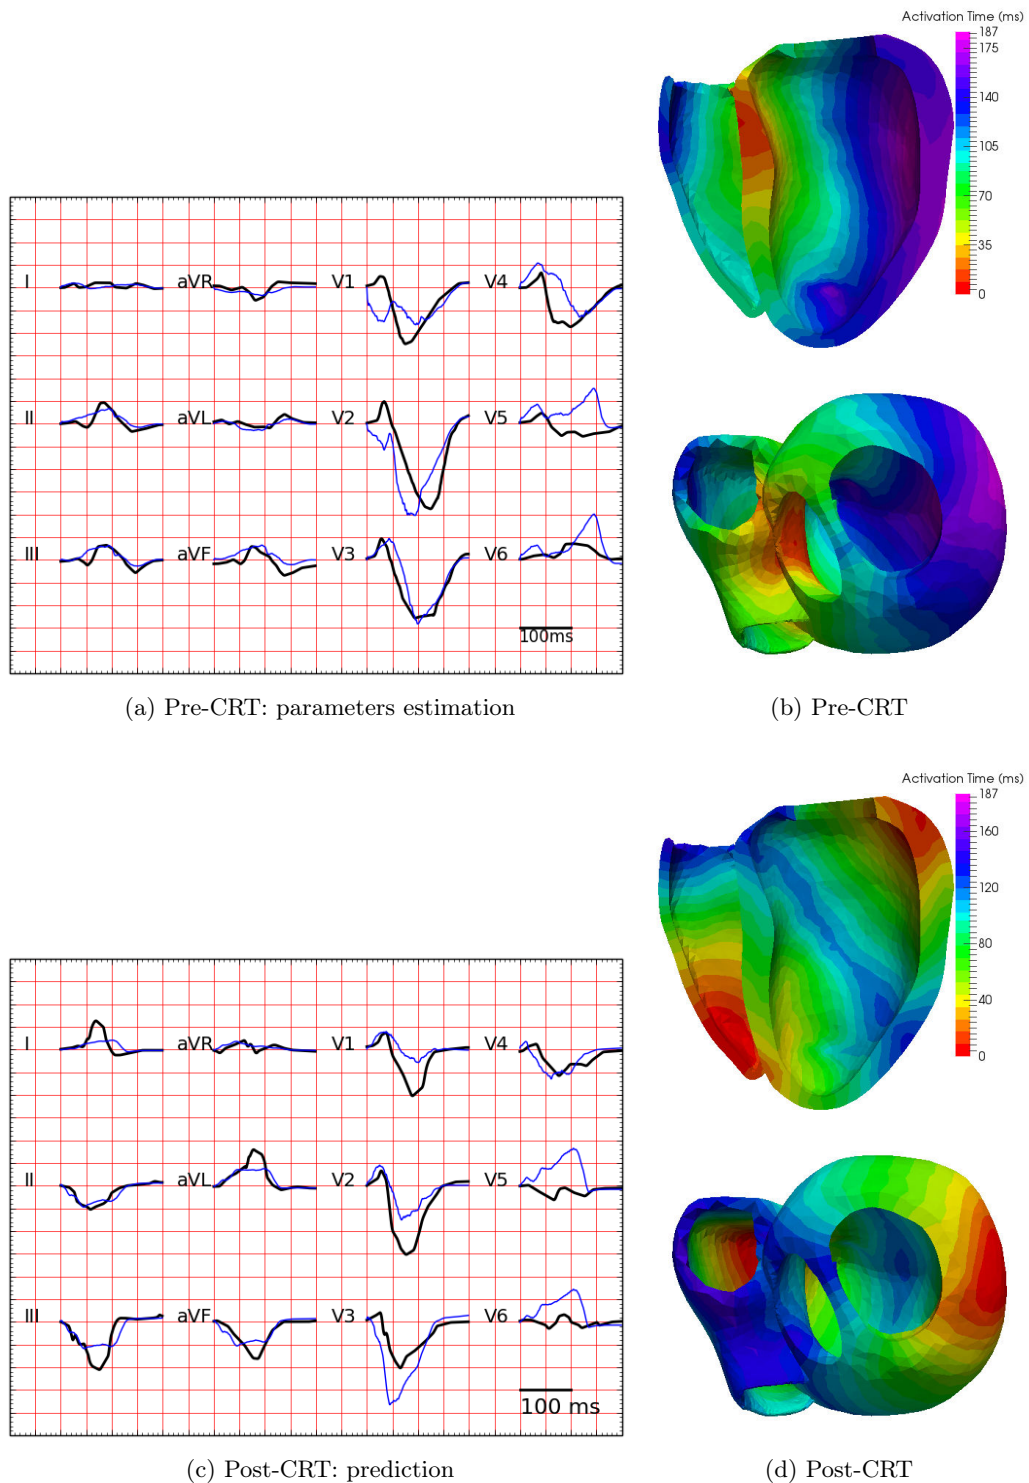 Activation Time (ms)
187
175
140
105
70
35
0
I aVR V1 V4
II aVL V2 V5
III aVF V3 V6
100ms
(a) Pre-CRT: parameters estimation
(b) Pre-CRT
Activation Time (ms)
187
160
120
80
40
0
I aVR V1 V4
II aVL V2 V5
III aVF V3 V6
100 ms
(c) Post-CRT: prediction
(d) Post-CRT